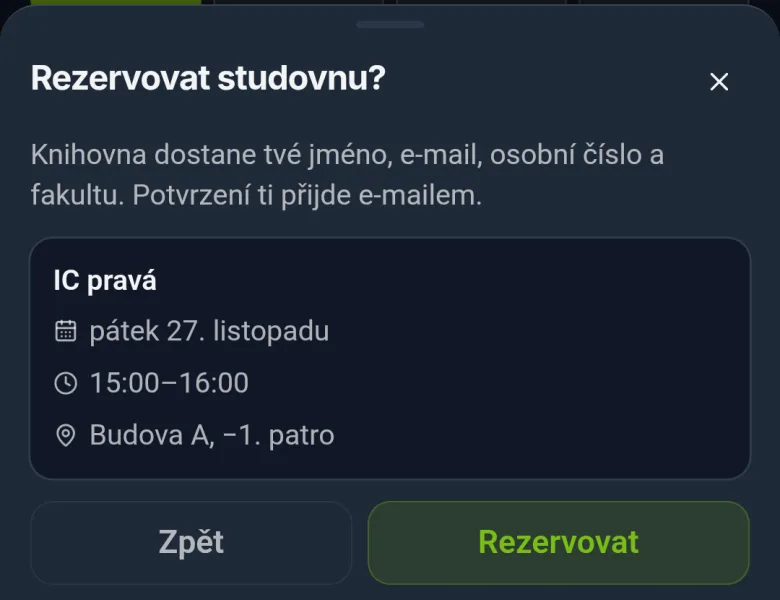 Rezervovat studovnu?
Knihovna dostane tvé jméno, e-mail, osobní číslo a
fakultu. Potvrzení ti přijde e-mailem.
IC pravá
pátek 27. listopadu
15:00–16:00
Budova A, −1. patro
Zpět
Rezervovat